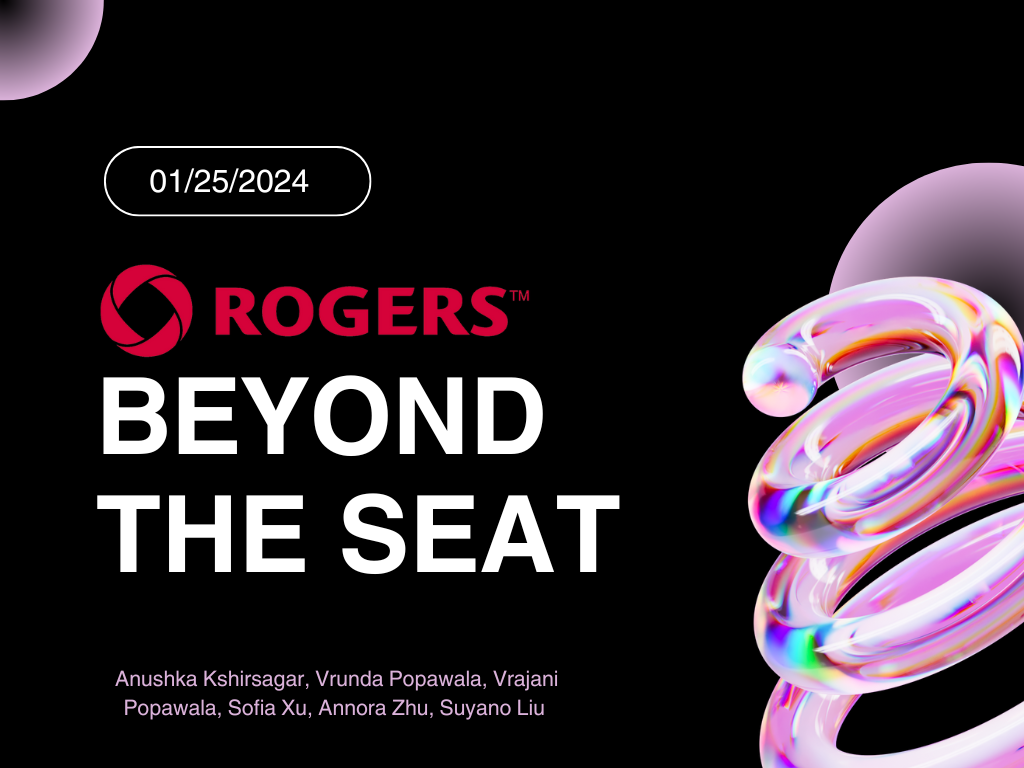 01/25/2024
ROGERS™
BEYOND
THE SEAT
Anushka Kshirsagar, Vrunda Popawala, Vrajani
Popawala, Sofia Xu, Annora Zhu, Suyano Liu